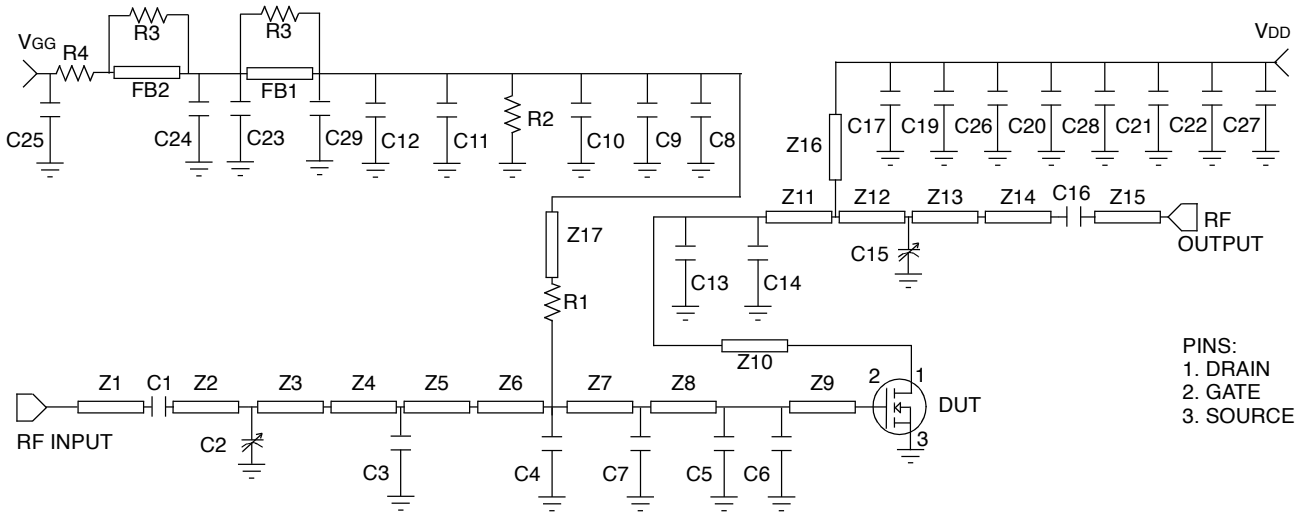 R3
R3
VGG
R4
VDD
FB2
FB1
C25
C24
C23
C29
C12
C11
R2
C10
C9
C8
C17
C19
C26
C20
C28
C21
C22
C27
Z16
Z11
Z12
Z13
Z14
C16
Z15
RF
OUTPUT
Z17
C15
C13
C14
R1
Z10
PINS:
1. DRAIN
2. GATE
3. SOURCE
Z1
C1
Z2
Z3
Z4
Z5
Z6
Z7
Z8
Z9
2
1
DUT
3
RF INPUT
C2
C3
C4
C7
C5
C6